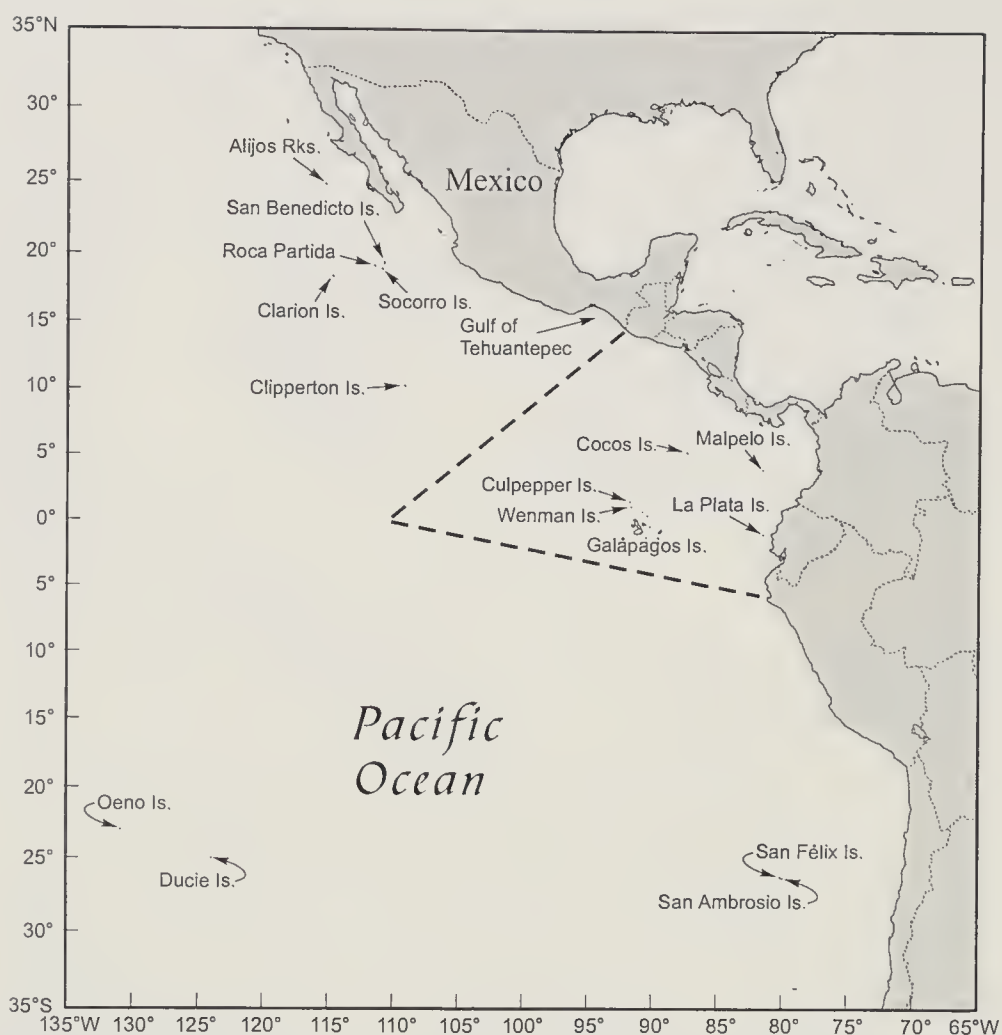 35°N
30°
25°
20°
15°
10°
5°
0°
5°
10°
15°
20°
25°
30°
35°S
Alijos Rks.
San Benedicto Is.
Roca Partida
Clarion Is.
Socorro Is.
Mexico
Gulf of
Tehuantepec
Clipperton Is.
Cocos Is.
Malpelo Is.
Culpepper Is.
Wenman Is.
La Plata Is.
Galápagos Is.
Pacific
Ocean
Oeno Is.
Ducie Is.
San Félix Is.
San Ambrosio Is.
135°W 130° 125° 120° 115° 110° 105° 100° 95° 90° 85° 80° 75° 70° 65°W